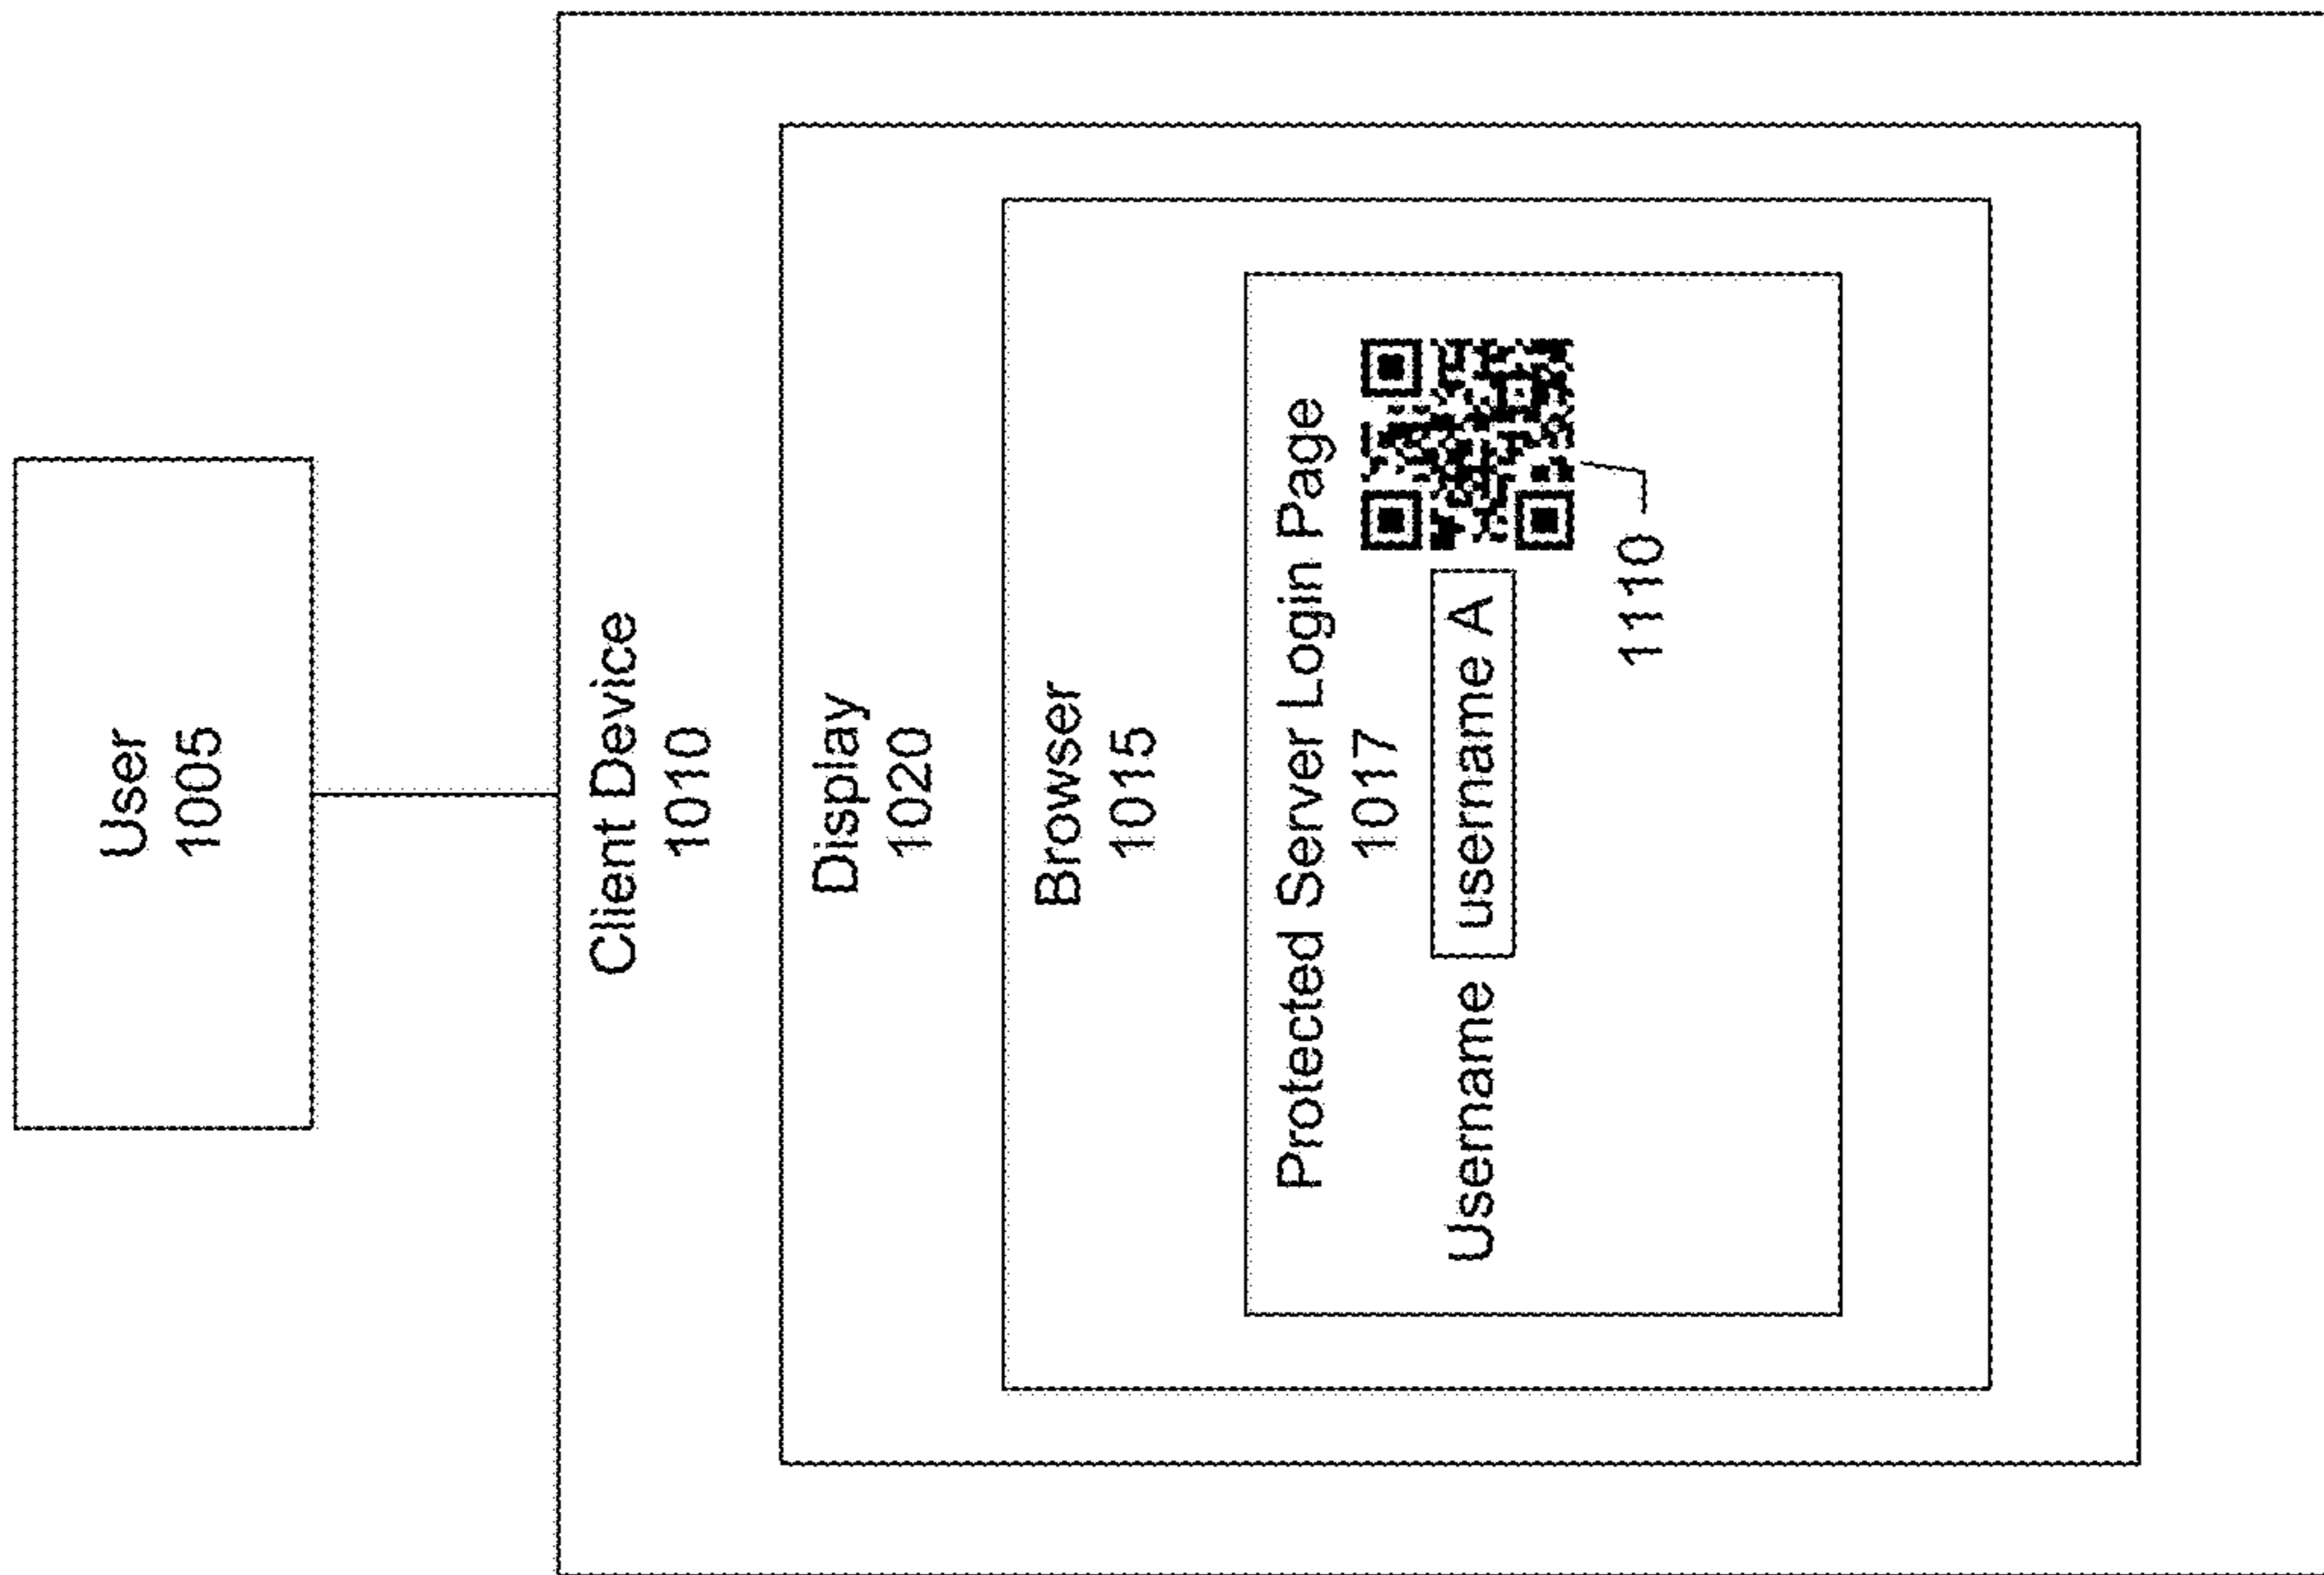 User
1005
Client Device
1010
Display
1020
Browser
1015
Protected Server Login Page
1017
Username username A
1110